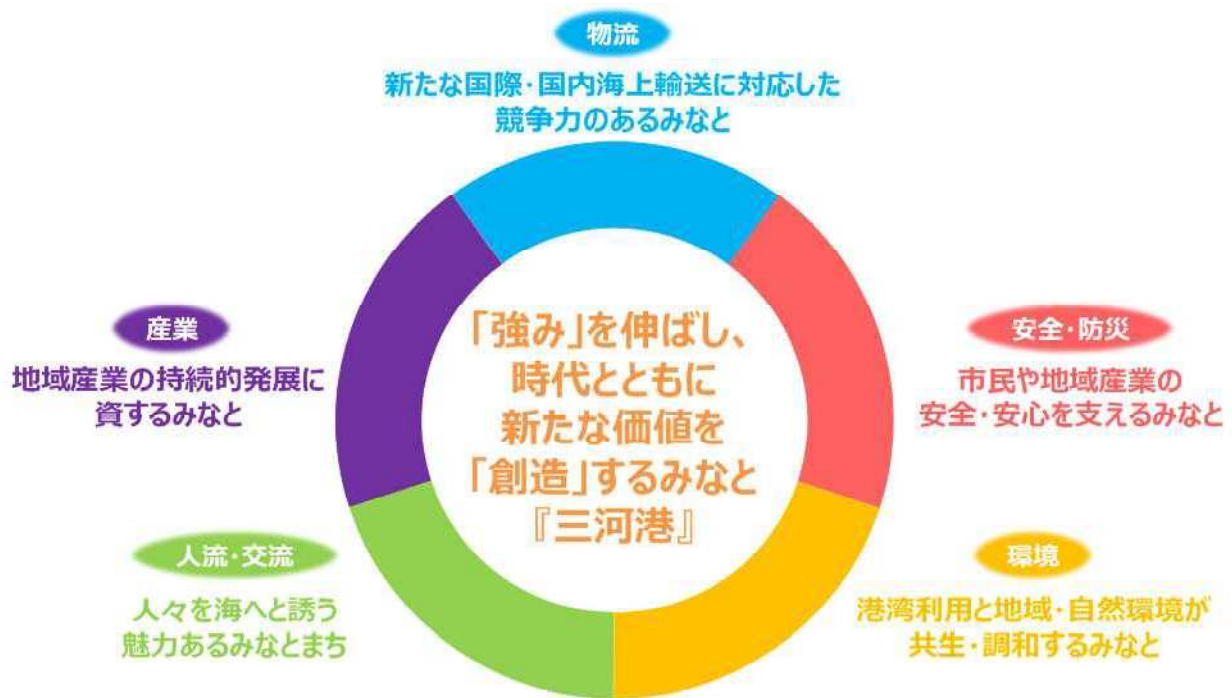 物流
新たな国際・国内海上輸送に対応した
競争力のあるみなと
「強み」を伸ばし、
時代とともに
新たな価値を
「創造」するみなと
『三河港』
産業
地域産業の持続的発展に
資するみなと
安全・防災
市民や地域産業の
安全・安心を支えるみなと
人流・交流
人々を海へと誘う
魅力あるみなとまち
環境
港湾利用と地域・自然環境が
共生・調和するみなと